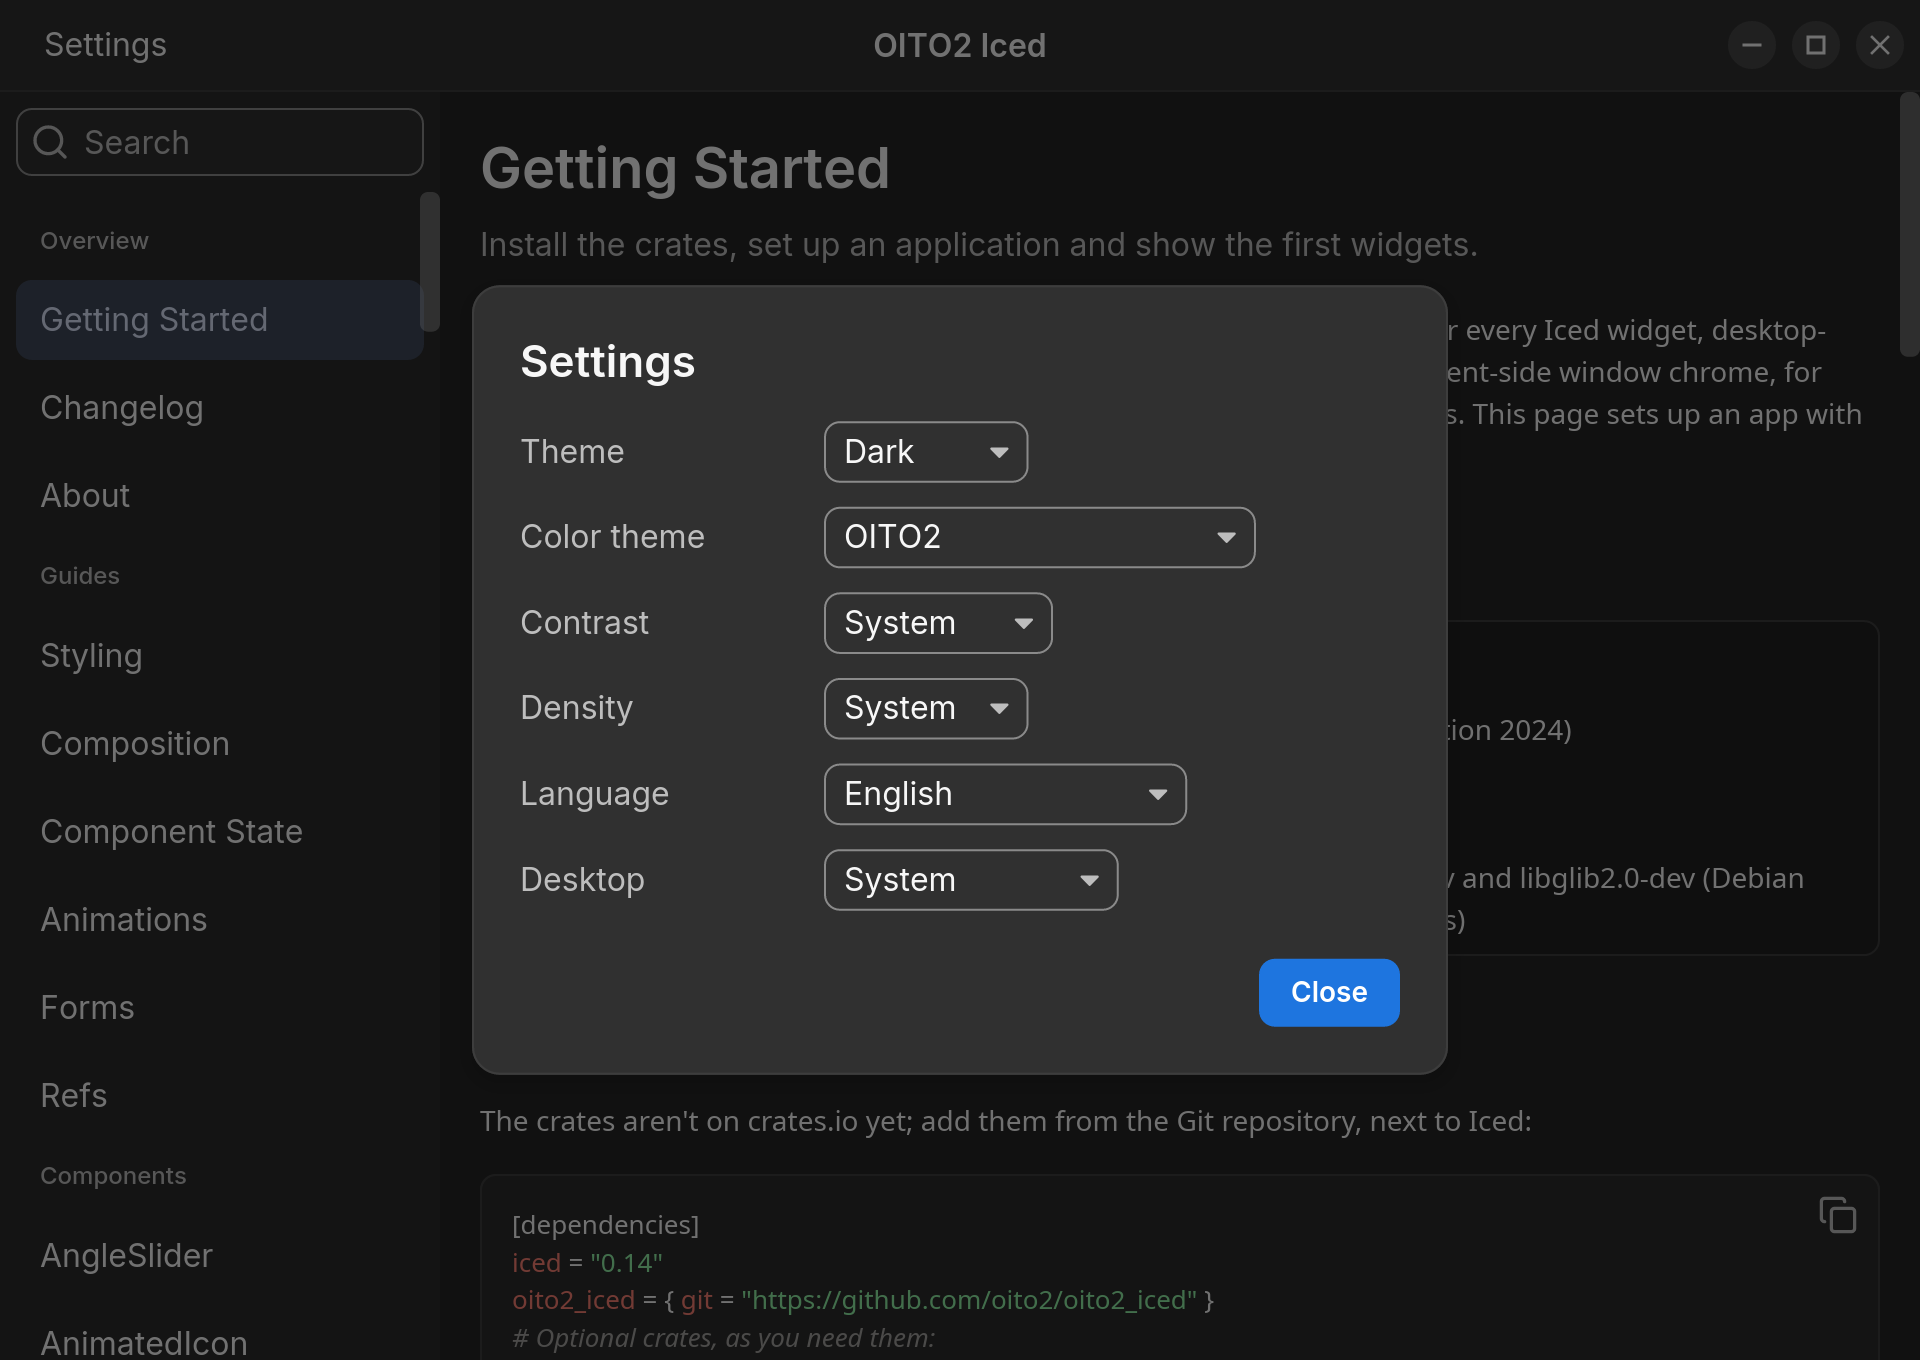 Settings
OITO2 Iced
Search
Overview
Getting Started
Changelog
About
Guides
Styling
Composition
Component State
Animations
Forms
Refs
Components
AngleSlider
AnimatedIcon
Getting Started
Install the crates, set up an application and show the first widgets.
every Iced widget, desktop-
window chrome, for
This page sets up an app with
2024)
and libglib2.0-dev (Debian
Settings
Theme
Dark
Color theme
OITO2
Contrast
System
Density
System
Language
English
Desktop
System
Close
The crates aren't on crates.io yet; add them from the Git repository, next to Iced:
[dependencies]
iced = "0.14"
oito2_iced = { git = "https://github.com/oito2/oito2_iced" }
# Optional crates, as you need them: